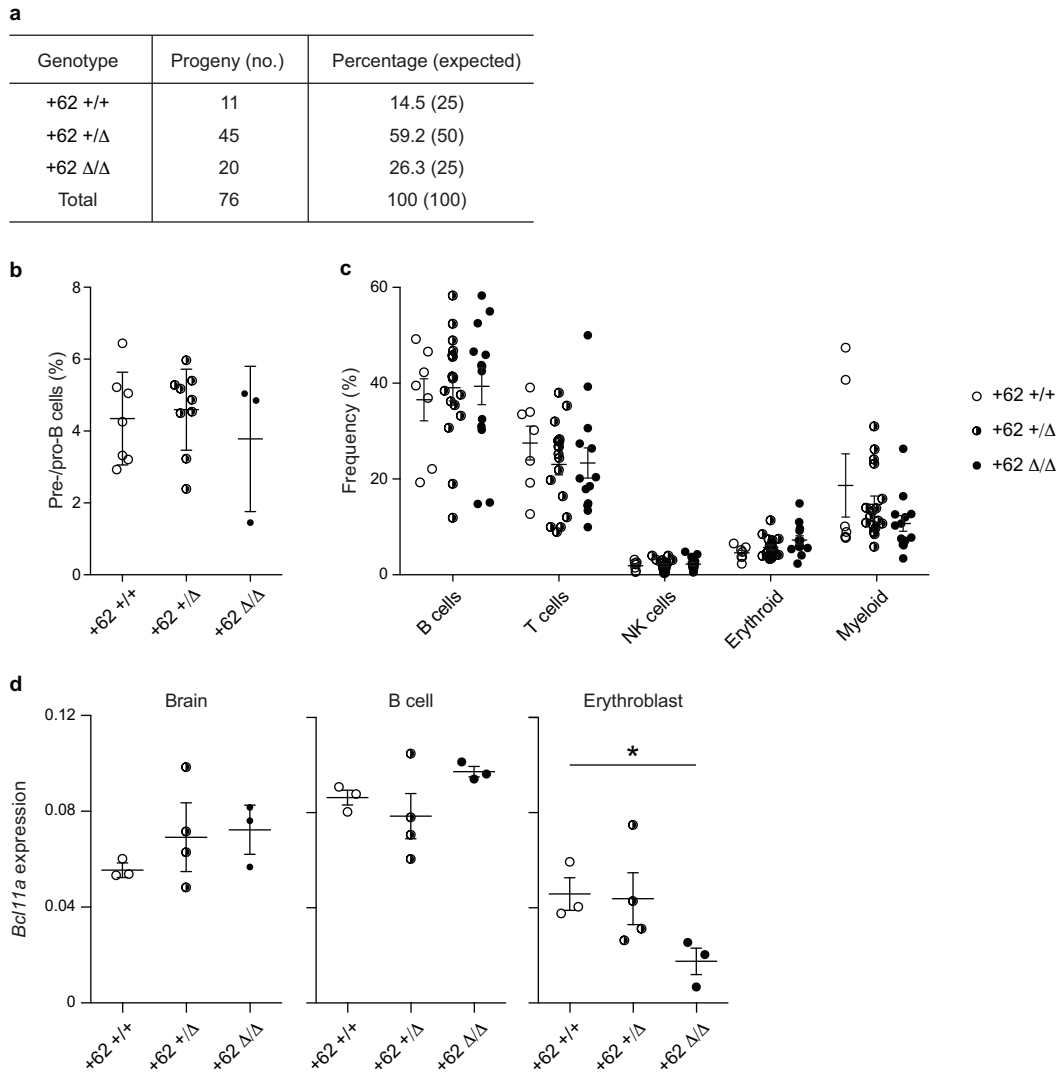 a
Genotype Progeny (no.) Percentage (expected)
+62 +/+ 11 14.5 (25)
+62 +/Δ 45 59.2 (50)
+62 Δ/Δ 20 26.3 (25)
Total 76 100 (100)
b
8
6
4
2
0
Pre-/pro-B cells (%)
+62 +/+
+62 +/Δ
+62 Δ/Δ
c
60
40
20
0
Frequency (%)
B cells
T cells
NK cells
Erythroid
Myeloid
+62 +/+
+62 +/Δ
+62 Δ/Δ
d
Brain
B cell
Erythroblast
0.12
0.08
0.04
0
Bcl11a expression
*
+62 +/+
+62 +/Δ
+62 Δ/Δ
+62 +/+
+62 +/Δ
+62 Δ/Δ
+62 +/+
+62 +/Δ
+62 Δ/Δ